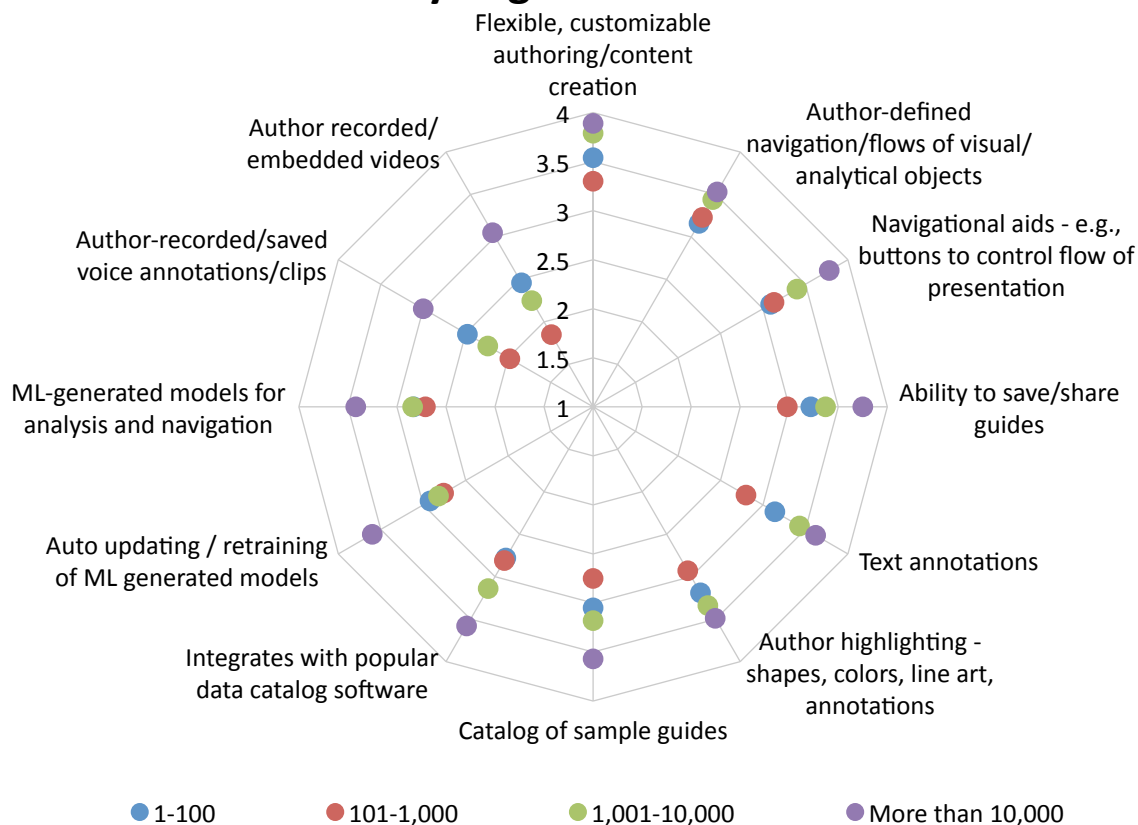 Flexible, customizable
authoring/content
creation
Author-defined
navigation/flows of visual/
analytical objects
Navigational aids - e.g.,
buttons to control flow of
presentation
Ability to save/share
guides
Text annotations
Author highlighting -
shapes, colors, line art,
annotations
Catalog of sample guides
Integrates with popular
data catalog software
Auto updating / retraining
of ML generated models
ML-generated models for
analysis and navigation
Author-recorded/saved
voice annotations/clips
Author recorded/
embedded videos
4
3.5
3
2.5
2
1.5
1
1-100
101-1,000
1,001-10,000
More than 10,000